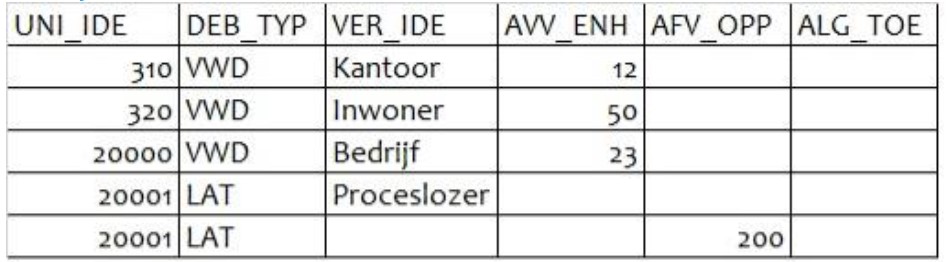 UNI_IDE DEB_TYP VER_IDE AVV_ENH AFV_OPP ALG_TOE
310 VWD Kantoor 12
320 VWD Inwoner 50
20000 VWD Bedrijf 23
20001 LAT Proceslozer
20001 LAT 200